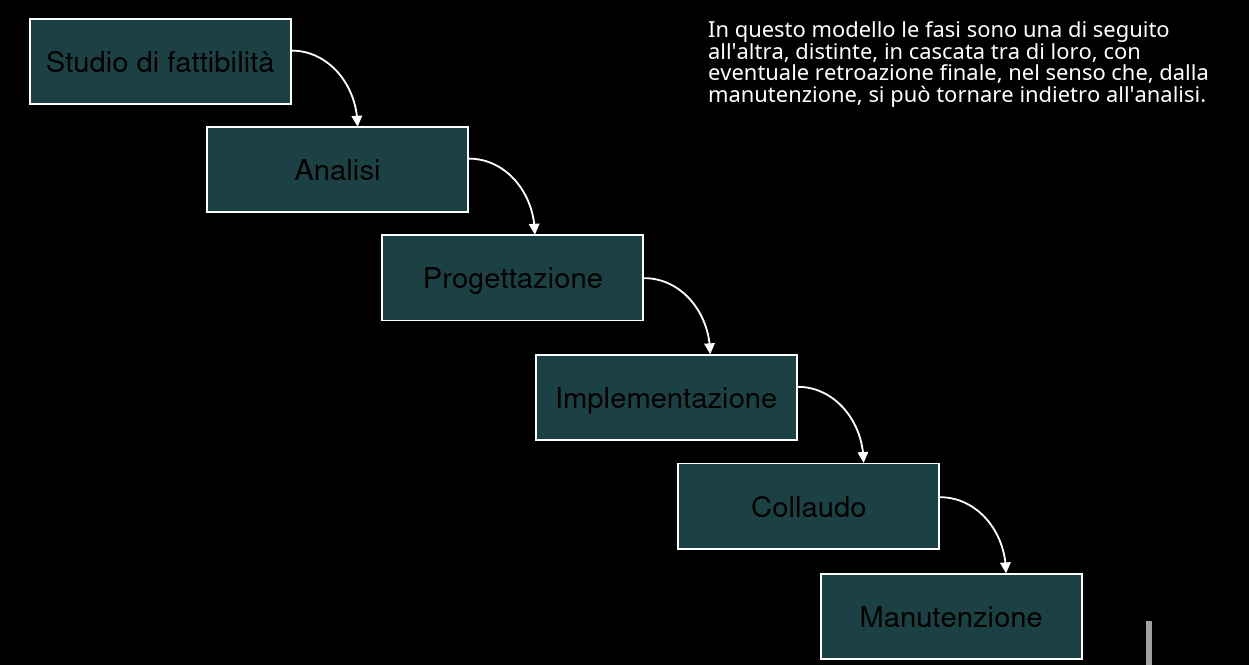 Studio di fattibilità
In questo modello le fasi sono una di seguito
all'altra, distinte, in cascata tra di loro, con
eventuale retroazione finale, nel senso che, dalla
manutenzione, si può tornare indietro all'analisi.
Analisi
Progettazione
Implementazione
Collaudo
Manutenzione